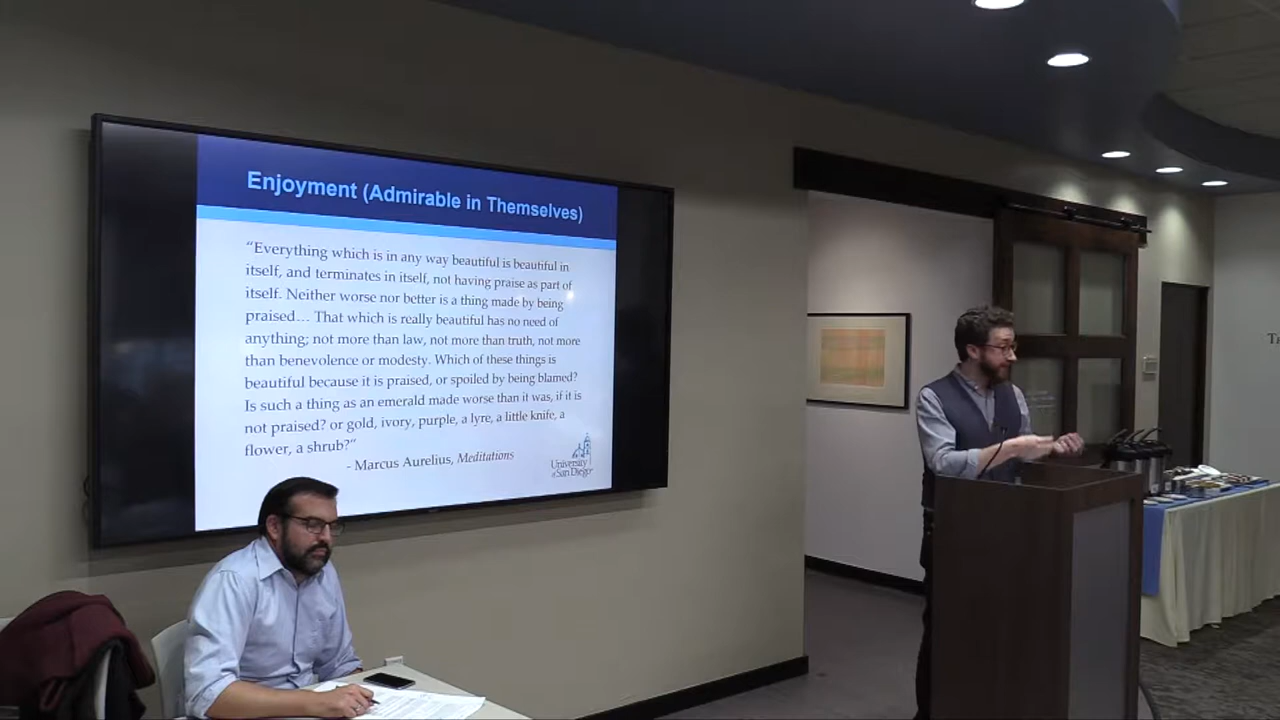 Enjoyment (Admirable in Themselves)
“Everything which is in any way beautiful is beautiful in
itself, and terminates in itself, not having praise as part of
itself. Neither worse nor better is a thing made by being
praised… That which is really beautiful has no need of
anything; not more than law, not more than truth, not more
than benevolence or modesty. Which of these things is
beautiful because it is praised, or spoiled by being blamed?
Is such a thing as an emerald made worse than it was, if it is
not praised? or gold, ivory, purple, a lyre, a little knife, a
flower, a shrub?”
- Marcus Aurelius, Meditations
University
of San Diego